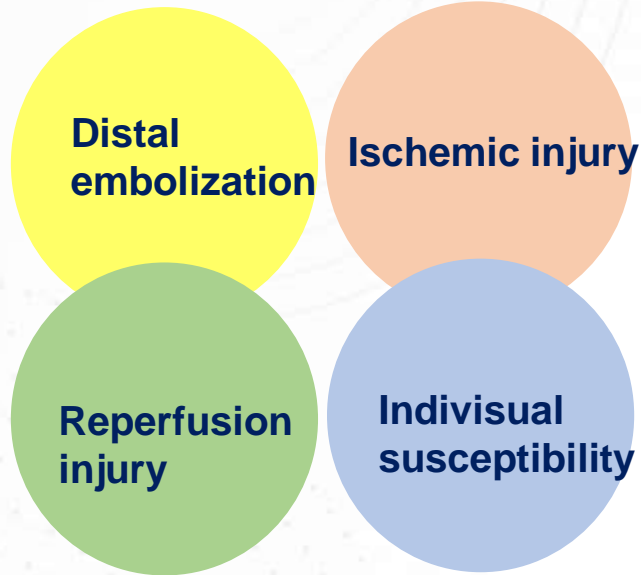 Distal
embolization
Ischemic injury
Reperfusion
injury
Indivisual
susceptibility